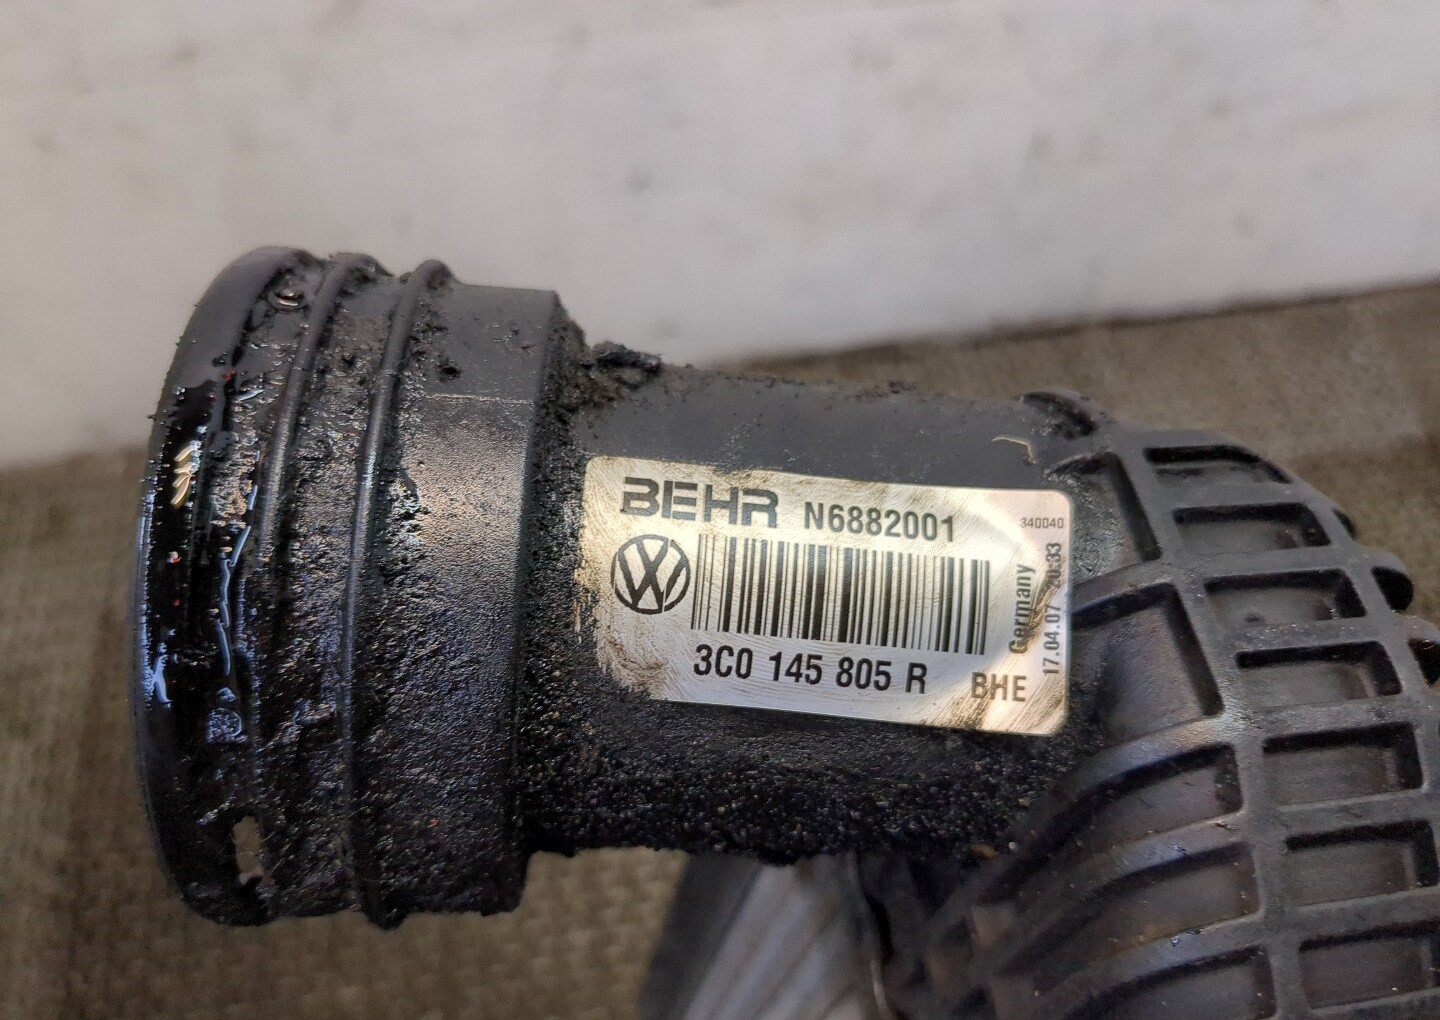 BEHR N6882001
340040
3C0 145 805 R
BHE
Germany
17.04.07 20:33